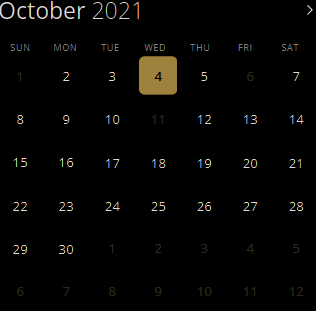 October 2021
SUN MON TUE WED THU FRI SAT
1 2 3 4 5 6 7
8 9 10 11 12 13 14
15 16 17 18 19 20 21
22 23 24 25 26 27 28
29 30 1 2 3 4 5
6 7 8 9 10 11 12